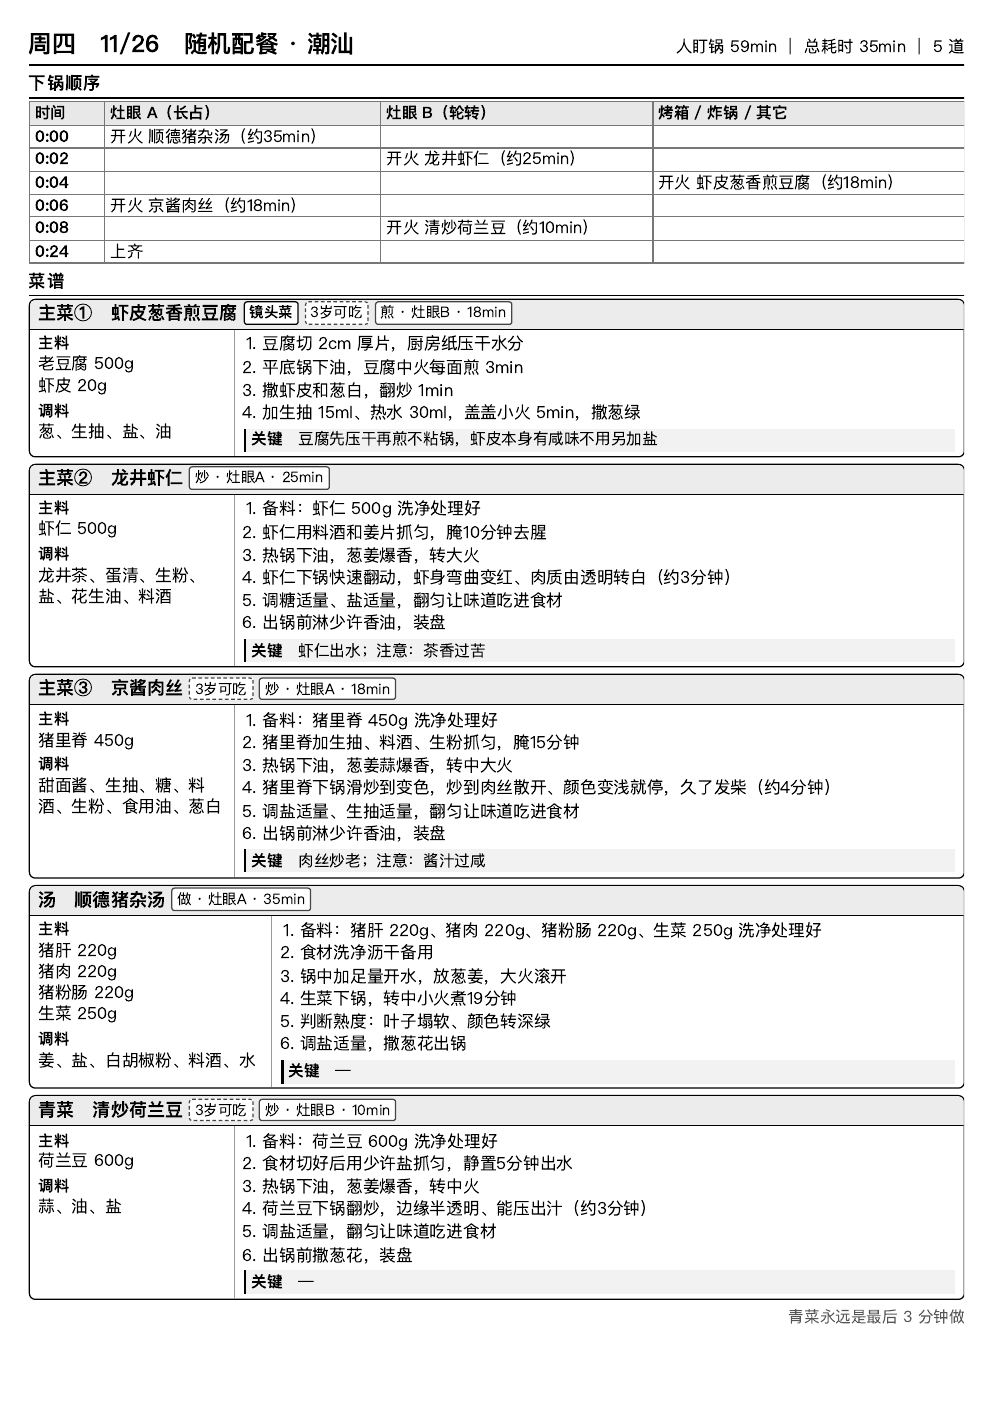 周四 11/26 随机配餐 · 潮汕
人盯锅 59min ｜ 总耗时 35min ｜ 5 道
下锅顺序
时间 灶眼 A（长占） 灶眼 B（轮转） 烤箱 / 炸锅 / 其它
0:00 开火 顺德猪杂汤（约35min）
0:02 开火 龙井虾仁（约25min）
0:04 开火 虾皮葱香煎豆腐（约18min）
0:06 开火 京酱肉丝（约18min）
0:08 开火 清炒荷兰豆（约10min）
0:24 上齐
菜谱
主菜① 虾皮葱香煎豆腐 镜头菜 3岁可吃 煎 · 灶眼B · 18min
主料
老豆腐 500g
虾皮 20g
调料
葱、生抽、盐、油
1. 豆腐切 2cm 厚片，厨房纸压干水分
2. 平底锅下油，豆腐中火每面煎 3min
3. 撒虾皮和葱白，翻炒 1min
4. 加生抽 15ml、热水 30ml，盖盖小火 5min，撒葱绿
关键 豆腐先压干再煎不粘锅，虾皮本身有咸味不用另加盐
主菜② 龙井虾仁 炒 · 灶眼A · 25min
主料
虾仁 500g
调料
龙井茶、蛋清、生粉、
盐、花生油、料酒
1. 备料：虾仁 500g 洗净处理好
2. 虾仁用料酒和姜片抓匀，腌10分钟去腥
3. 热锅下油，葱姜爆香，转大火
4. 虾仁下锅快速翻动，虾身弯曲变红、肉质由透明转白（约3分钟）
5. 调糖适量、盐适量，翻匀让味道吃进食材
6. 出锅前淋少许香油，装盘
关键 虾仁出水；注意：茶香过苦
主菜③ 京酱肉丝 3岁可吃 炒 · 灶眼A · 18min
主料
猪里脊 450g
调料
甜面酱、生抽、糖、料
酒、生粉、食用油、葱白
1. 备料：猪里脊 450g 洗净处理好
2. 猪里脊加生抽、料酒、生粉抓匀，腌15分钟
3. 热锅下油，葱姜蒜爆香，转中大火
4. 猪里脊下锅滑炒到变色，炒到肉丝散开、颜色变浅就停，久了发柴（约4分钟）
5. 调盐适量、生抽适量，翻匀让味道吃进食材
6. 出锅前淋少许香油，装盘
关键 肉丝炒老；注意：酱汁过咸
汤 顺德猪杂汤 做 · 灶眼A · 35min
主料
猪肝 220g
猪肉 220g
猪粉肠 220g
生菜 250g
调料
姜、盐、白胡椒粉、料酒、水
1. 备料：猪肝 220g、猪肉 220g、猪粉肠 220g、生菜 250g 洗净处理好
2. 食材洗净沥干备用
3. 锅中加足量开水，放葱姜，大火滚开
4. 生菜下锅，转中小火煮19分钟
5. 判断熟度：叶子塌软、颜色转深绿
6. 调盐适量，撒葱花出锅
关键 —
青菜 清炒荷兰豆 3岁可吃 炒 · 灶眼B · 10min
主料
荷兰豆 600g
调料
蒜、油、盐
1. 备料：荷兰豆 600g 洗净处理好
2. 食材切好后用少许盐抓匀，静置5分钟出水
3. 热锅下油，葱姜爆香，转中火
4. 荷兰豆下锅翻炒，边缘半透明、能压出汁（约3分钟）
5. 调盐适量，翻匀让味道吃进食材
6. 出锅前撒葱花，装盘
关键 —
青菜永远是最后 3 分钟做